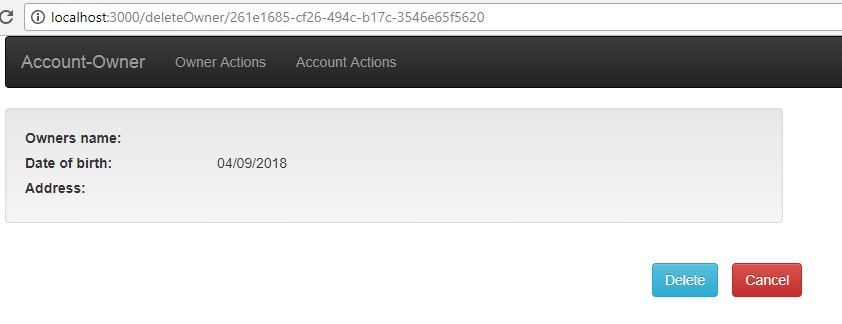 localhost:3000/deleteOwner/261e1685-cf26-494c-b17c-3546e65f5620
Account-Owner Owner Actions Account Actions
Owners name:
Date of birth: 04/09/2018
Address:
Delete Cancel